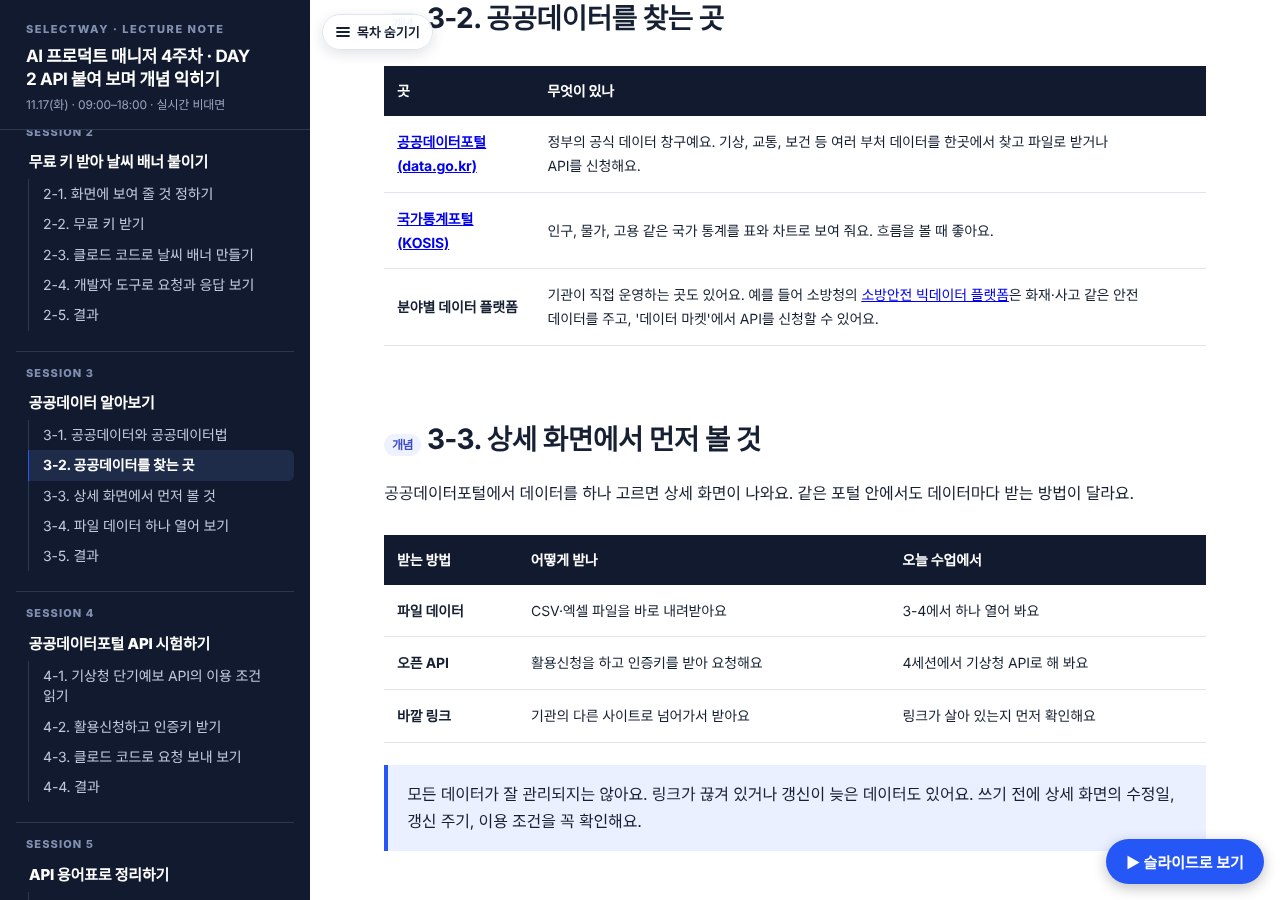 SELECTWAY · LECTURE NOTE
AI 프로덕트 매니저 4주차 · DAY
2 API 붙여 보며 개념 익히기
11.17(화) · 09:00–18:00 · 실시간 비대면
SESSION 2
무료 키 받아 날씨 배너 붙이기
2-1. 화면에 보여 줄 것 정하기
2-2. 무료 키 받기
2-3. 클로드 코드로 날씨 배너 만들기
2-4. 개발자 도구로 요청과 응답 보기
2-5. 결과
SESSION 3
공공데이터 알아보기
3-1. 공공데이터와 공공데이터법
3-2. 공공데이터를 찾는 곳
3-3. 상세 화면에서 먼저 볼 것
3-4. 파일 데이터 하나 열어 보기
3-5. 결과
SESSION 4
공공데이터포털 API 시험하기
4-1. 기상청 단기예보 API의 이용 조건
읽기
4-2. 활용신청하고 인증키 받기
4-3. 클로드 코드로 요청 보내 보기
4-4. 결과
SESSION 5
API 용어표로 정리하기
목차 숨기기
3-2. 공공데이터를 찾는 곳
곳 무엇이 있나
공공데이터포털
(data.go.kr)
정부의 공식 데이터 창구예요. 기상, 교통, 보건 등 여러 부처 데이터를 한곳에서 찾고 파일로 받거나
API를 신청해요.
국가통계포털
(KOSIS)
인구, 물가, 고용 같은 국가 통계를 표와 차트로 보여 줘요. 흐름을 볼 때 좋아요.
분야별 데이터 플랫폼
기관이 직접 운영하는 곳도 있어요. 예를 들어 소방청의 소방안전 빅데이터 플랫폼은 화재·사고 같은 안전
데이터를 주고, '데이터 마켓'에서 API를 신청할 수 있어요.
개념 3-3. 상세 화면에서 먼저 볼 것
공공데이터포털에서 데이터를 하나 고르면 상세 화면이 나와요. 같은 포털 안에서도 데이터마다 받는 방법이 달라요.
받는 방법 어떻게 받나 오늘 수업에서
파일 데이터 CSV·엑셀 파일을 바로 내려받아요 3-4에서 하나 열어 봐요
오픈 API 활용신청을 하고 인증키를 받아 요청해요 4세션에서 기상청 API로 해 봐요
바깥 링크 기관의 다른 사이트로 넘어가서 받아요 링크가 살아 있는지 먼저 확인해요
모든 데이터가 잘 관리되지는 않아요. 링크가 끊겨 있거나 갱신이 늦은 데이터도 있어요. 쓰기 전에 상세 화면의 수정일,
갱신 주기, 이용 조건을 꼭 확인해요.
▶ 슬라이드로 보기